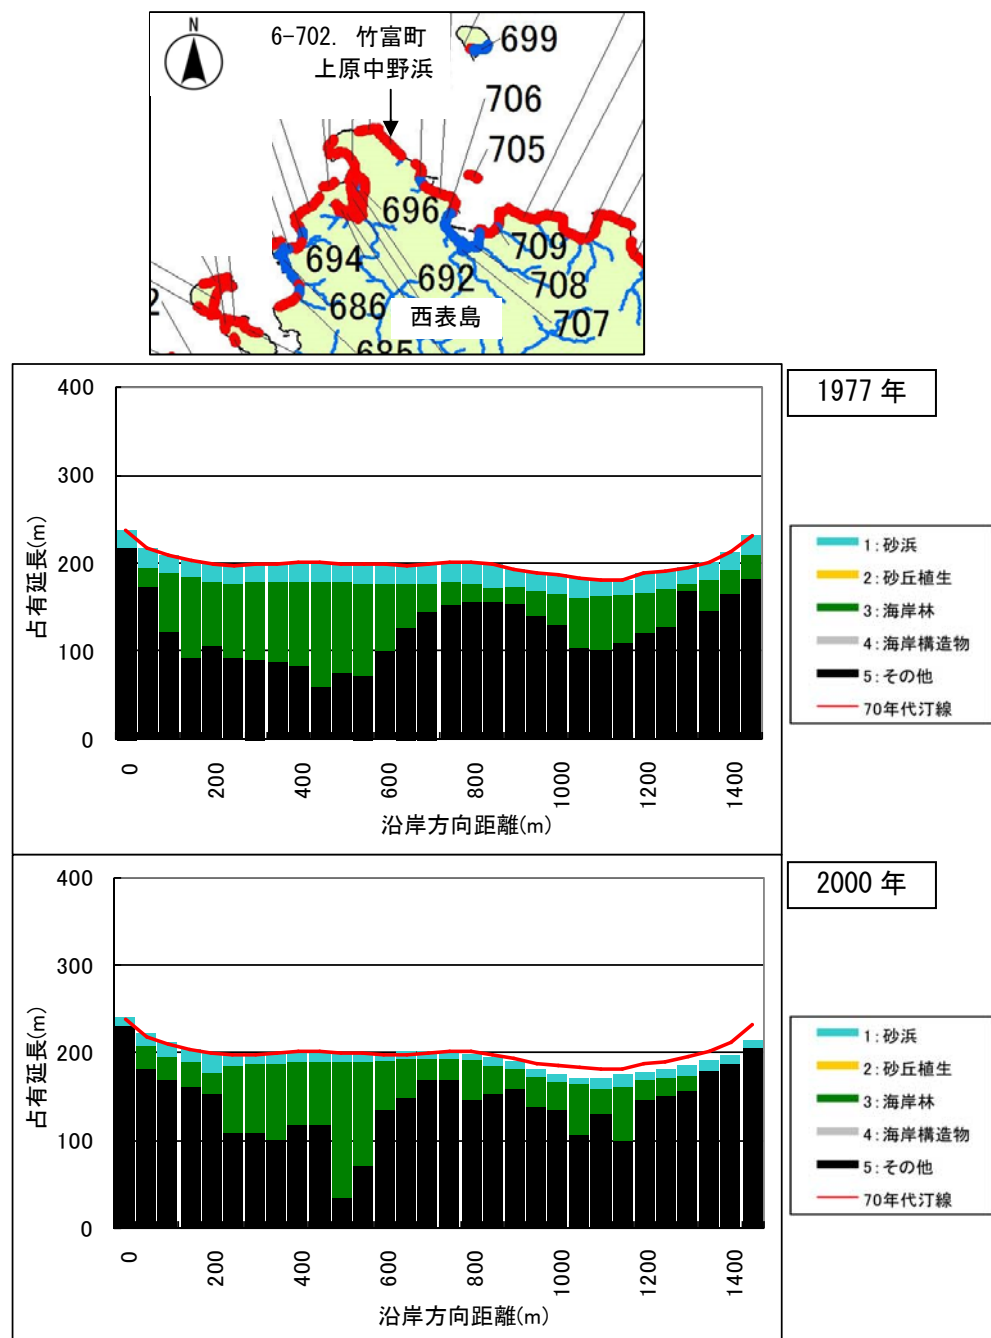 N
6-702. 竹富町
上原中野浜
699
706
705
696
709
694
692
708
686
西表島
707
685
2
1977 年
400
300
200
100
0
占有延長(m)
0
200
400
600
800
1000
1200
1400
沿岸方向距離(m)
1:砂浜
2:砂丘植生
3:海岸林
4:海岸構造物
5:その他
70年代汀線
2000 年
400
300
200
100
0
占有延長(m)
0
200
400
600
800
1000
1200
1400
沿岸方向距離(m)
1:砂浜
2:砂丘植生
3:海岸林
4:海岸構造物
5:その他
70年代汀線